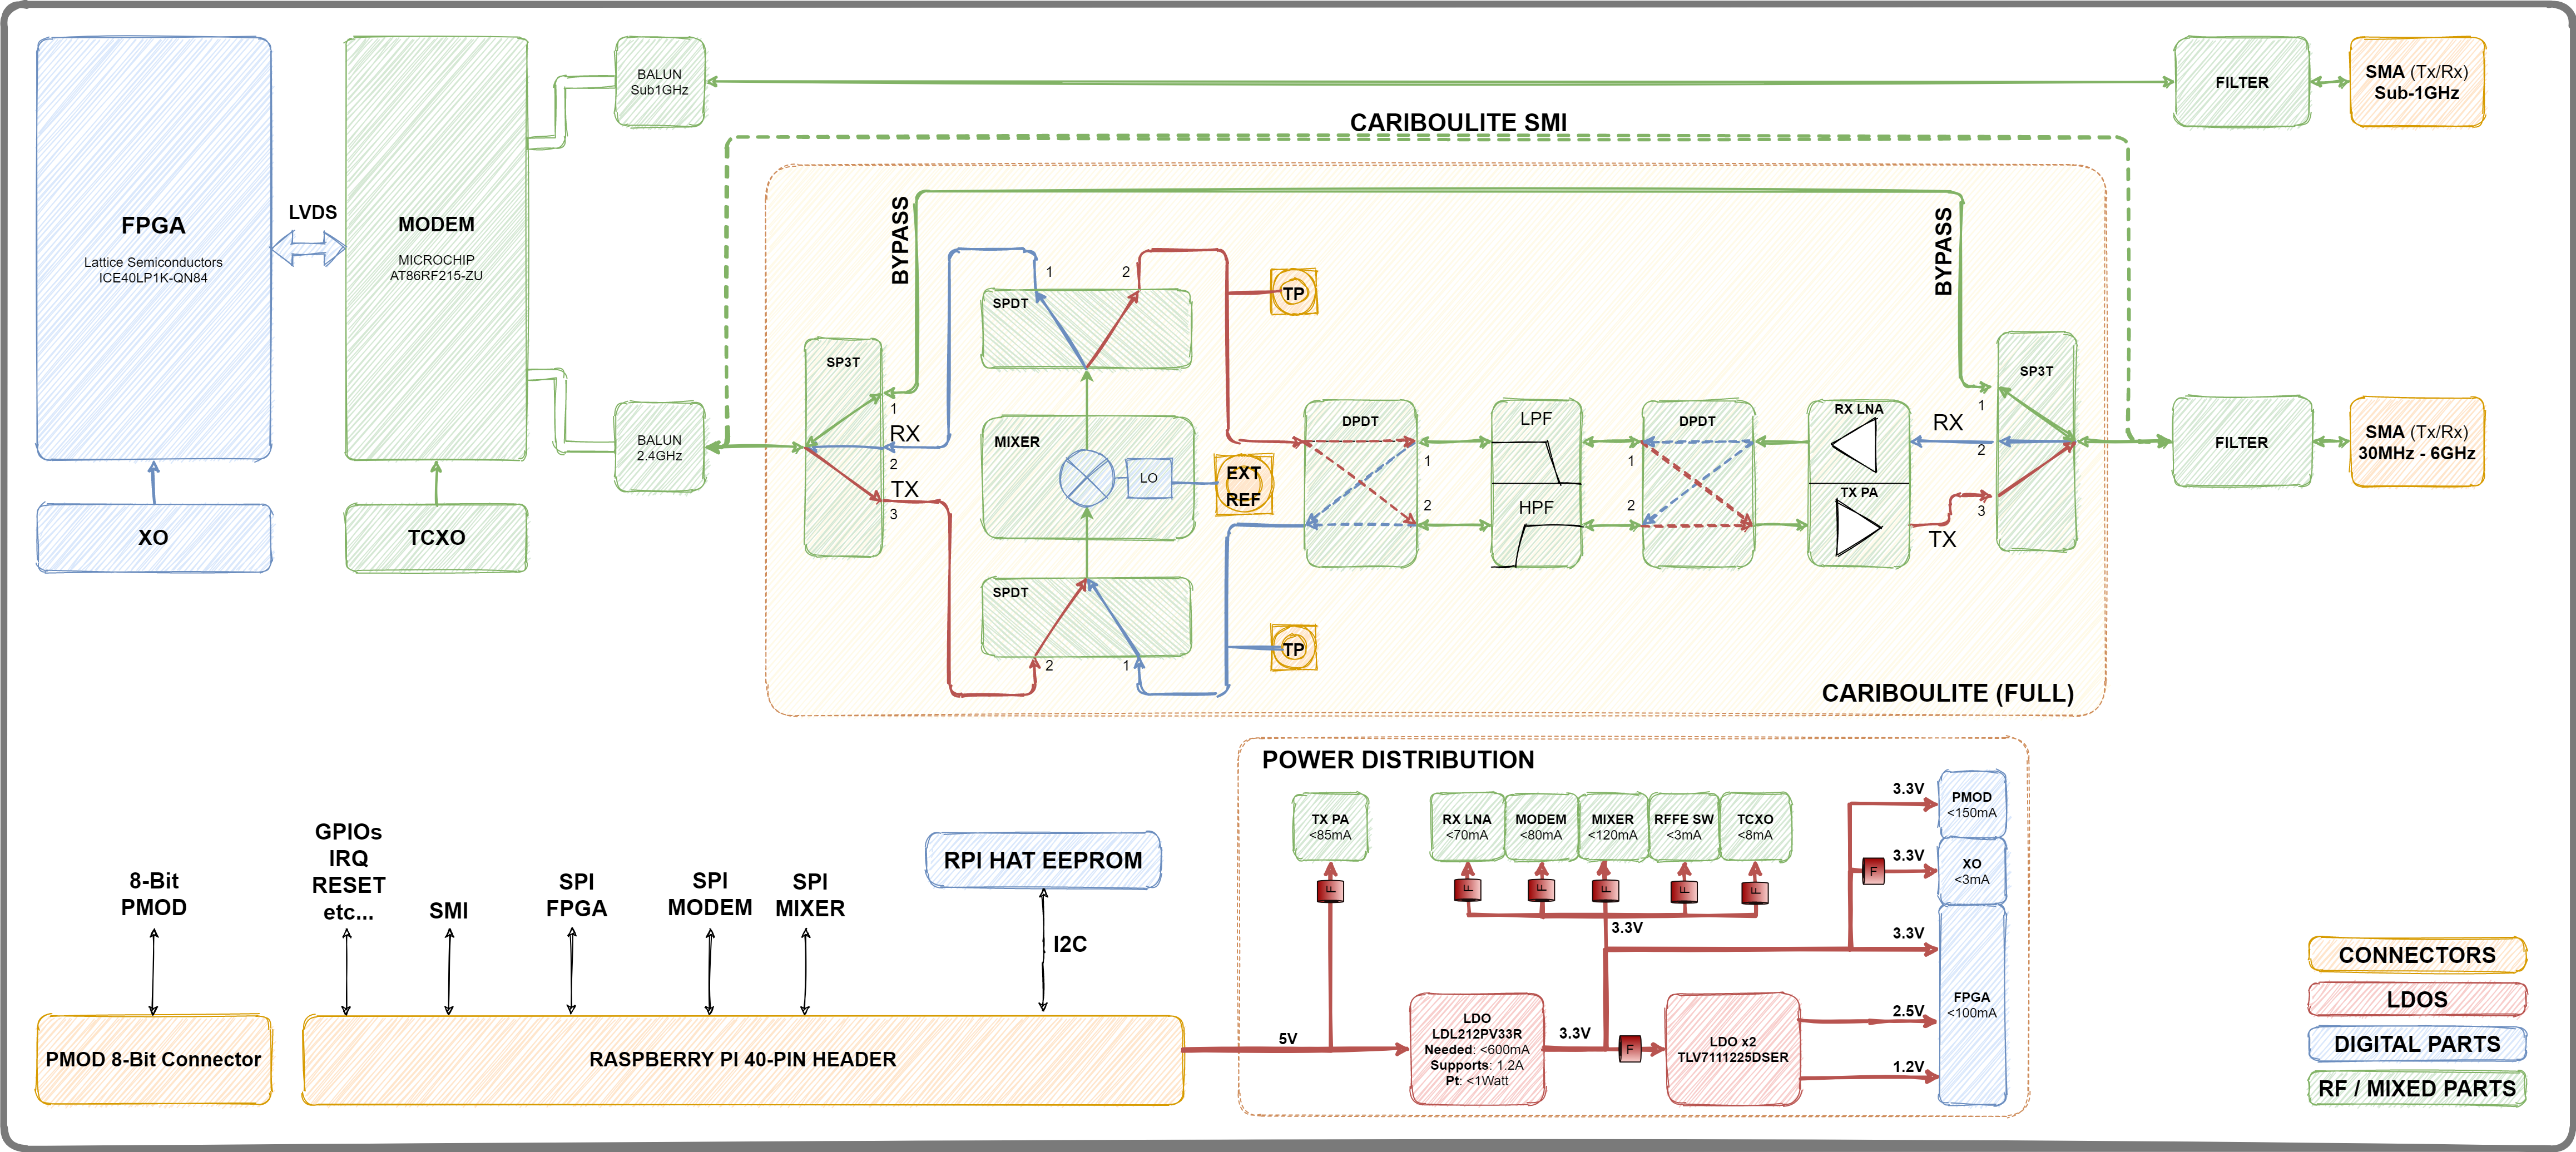 FPGA
Lattice Semiconductors
ICE40LP1K-QN84
XO
LVDS
MODEM
MICROCHIP
AT86RF215-ZU
TCXO
BALUN
Sub1GHz
BALUN
2.4GHz
FILTER
SMA (Tx/Rx)
Sub-1GHz
CARIBOULITE SMI
BYPASS
BYPASS
SP3T
1
RX
2
TX
3
SPDT
1
2
MIXER
LO
EXT
REF
SPDT
2
1
TP
TP
DPDT
1
2
LPF
HPF
DPDT
1
2
RX LNA
TX PA
RX
TX
SP3T
1
2
3
FILTER
SMA (Tx/Rx)
30MHz - 6GHz
CARIBOULITE (FULL)
8-Bit
PMOD
GPIOs
IRQ
RESET
etc...
SMI
SPI
FPGA
SPI
MODEM
SPI
MIXER
RPI HAT EEPROM
I2C
PMOD 8-Bit Connector
RASPBERRY PI 40-PIN HEADER
POWER DISTRIBUTION
TX PA
<85mA
RX LNA
<70mA
MODEM
<80mA
MIXER
<120mA
RFFE SW
<3mA
TCXO
<8mA
F
F
F
F
F
F
3.3V
5V
LDO
LDL212PV33R
Needed: <600mA
Supports: 1.2A
Pt: <1Watt
3.3V
F
LDO x2
TLV7111225DSER
3.3V
PMOD
<150mA
F
3.3V
XO
<3mA
3.3V
2.5V
1.2V
FPGA
<100mA
CONNECTORS
LDOS
DIGITAL PARTS
RF / MIXED PARTS